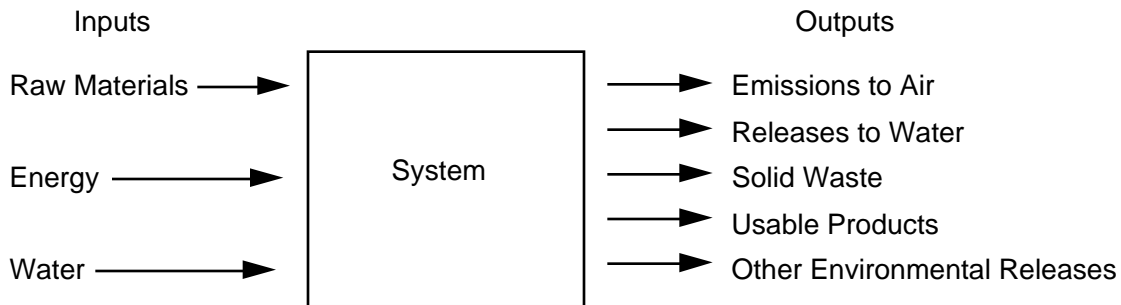 Inputs
Outputs
Raw Materials
Energy
Water
System
Emissions to Air
Releases to Water
Solid Waste
Usable Products
Other Environmental Releases